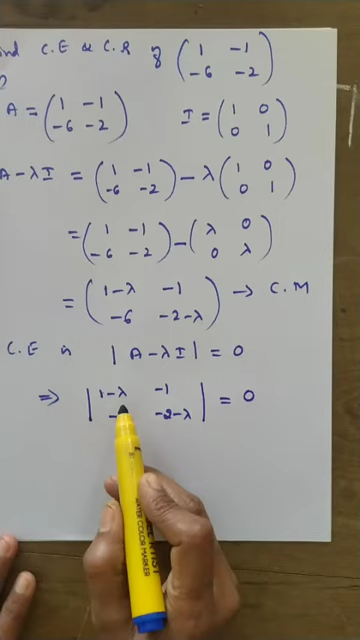 C.E & C.R of ( 1 -1 )
( -6 -2 )
A = ( 1 -1 ) I = ( 1 0 )
( -6 -2 ) ( 0 1 )
A - λI = ( 1 -1 ) - λ ( 1 0 )
( -6 -2 ) ( 0 1 )
= ( 1 -1 ) - ( λ 0 )
( -6 -2 ) ( 0 λ )
= ( 1-λ -1 ) → C.M
( -6 -2-λ )
C.E is | A - λI | = 0
⇒ | 1-λ -1 | = 0
| - -2-λ |